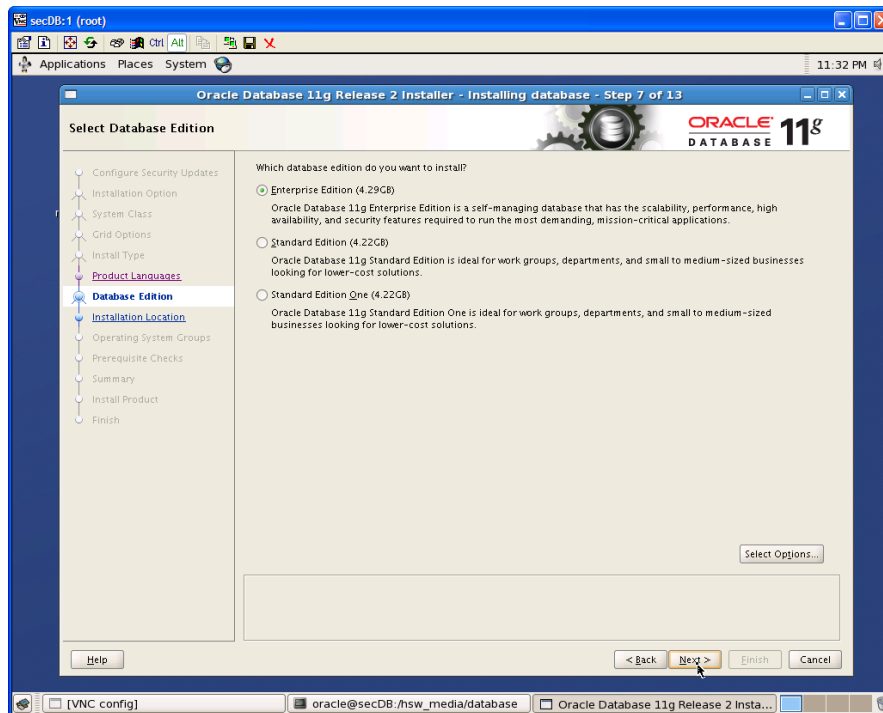 secDB:1 (root)
Ctrl Alt
Applications Places System
11:32 PM
Oracle Database 11g Release 2 Installer - Installing database - Step 7 of 13
Select Database Edition
ORACLE
DATABASE
11g
Configure Security Updates
Installation Option
System Class
Grid Options
Install Type
Product Languages
Database Edition
Installation Location
Operating System Groups
Prerequisite Checks
Summary
Install Product
Finish
Which database edition do you want to install?
Enterprise Edition (4.29GB)
Oracle Database 11g Enterprise Edition is a self-managing database that has the scalability, performance, high
availability, and security features required to run the most demanding, mission-critical applications.
Standard Edition (4.22GB)
Oracle Database 11g Standard Edition is ideal for work groups, departments, and small to medium-sized businesses
looking for lower-cost solutions.
Standard Edition One (4.22GB)
Oracle Database 11g Standard Edition One is ideal for work groups, departments, and small to medium-sized
businesses looking for lower-cost solutions.
Select Options...
Help
< Back
Next >
Finish
Cancel
[VNC config]
oracle@secDB:/hsw_media/database
Oracle Database 11g Release 2 Insta...